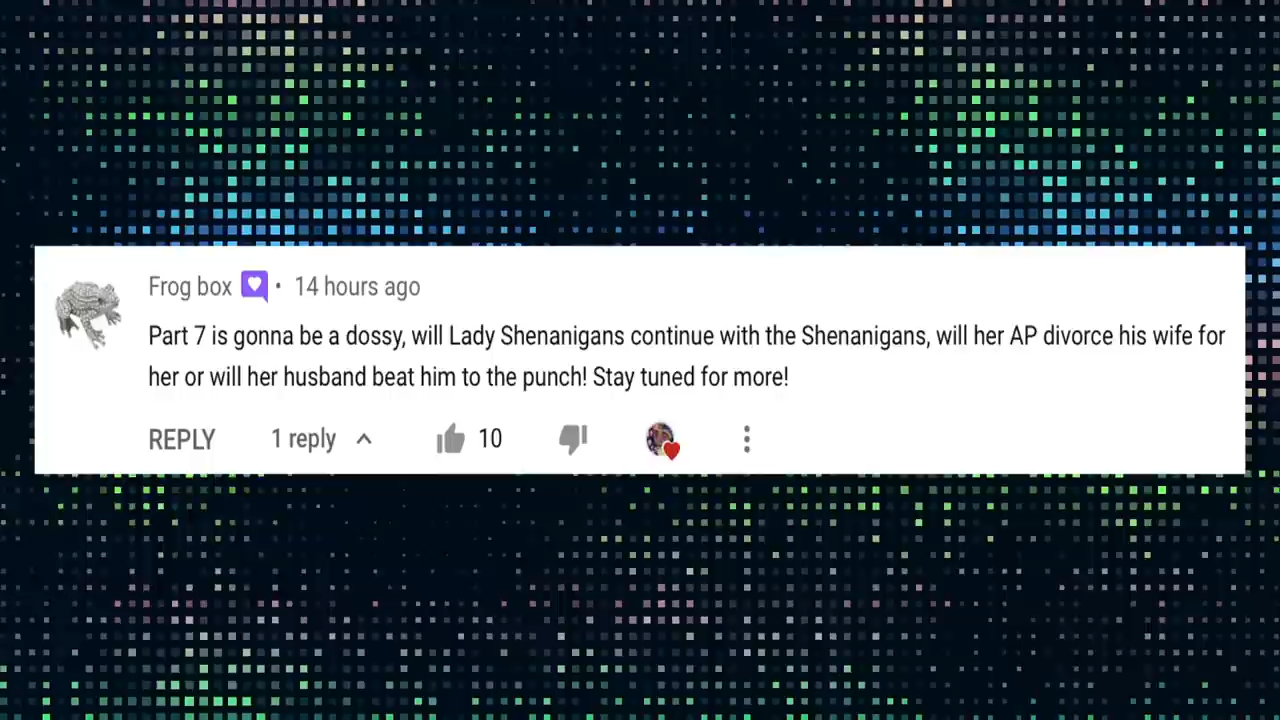 Frog box • 14 hours ago
Part 7 is gonna be a dossy, will Lady Shenanigans continue with the Shenanigans, will her AP divorce his wife for
her or will her husband beat him to the punch! Stay tuned for more!
REPLY 1 reply 10